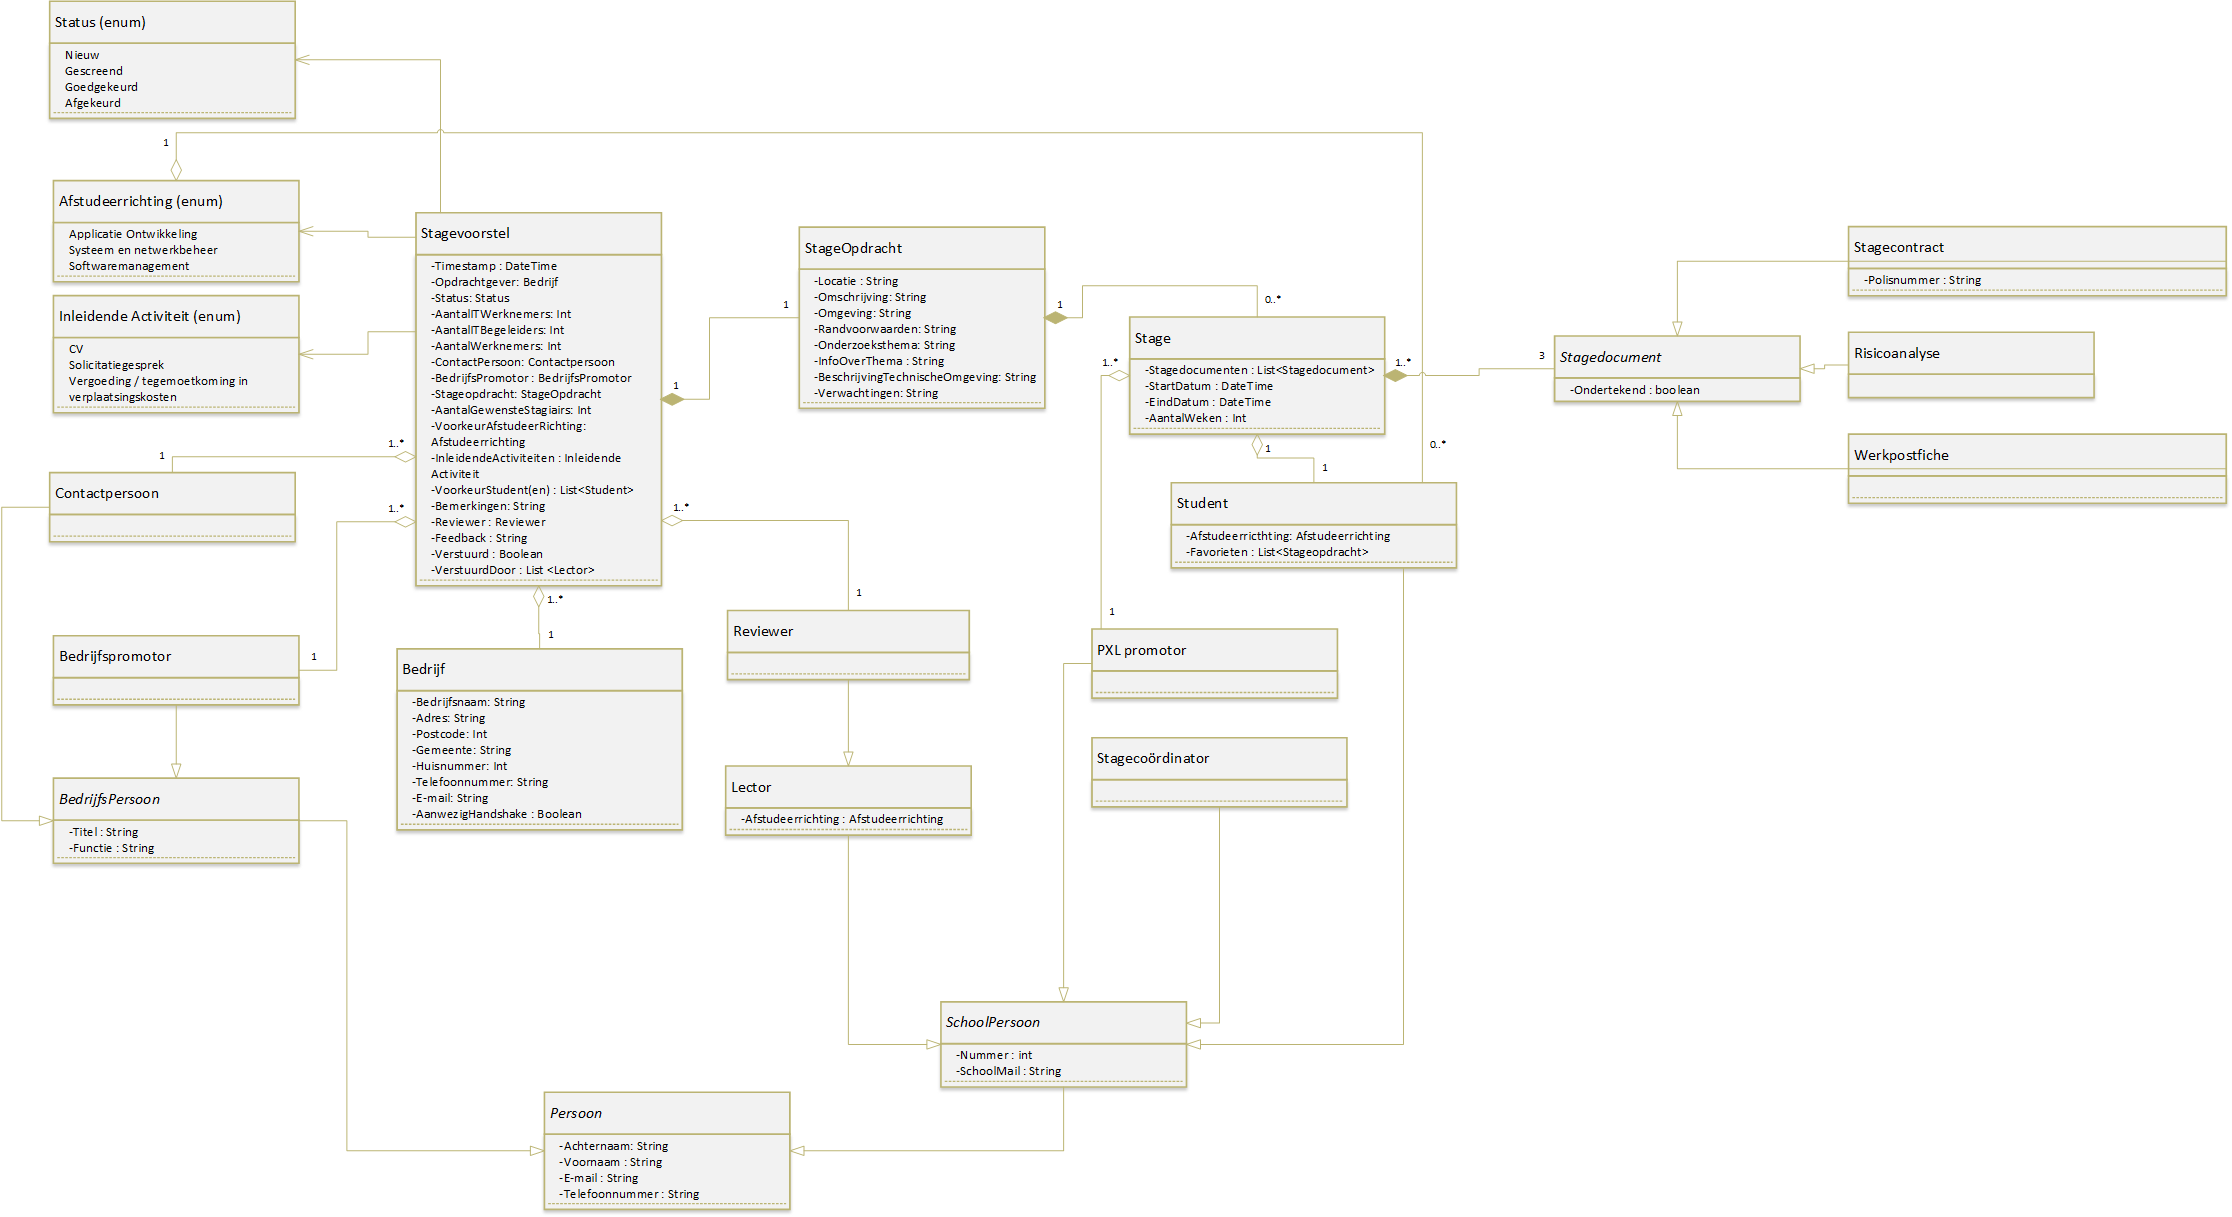 Status (enum)
Nieuw
Gescreend
Goedgekeurd
Afgekeurd
1
Afstudeerrichting (enum)
Applicatie Ontwikkeling
Systeem en netwerkbeheer
Softwaremanagement
Inleidende Activiteit (enum)
CV
Solicitatiegesprek
Vergoeding / tegemoetkoming in
verplaatsingskosten
1..*
1
Contactpersoon
1..*
Bedrijfspromotor
1
BedrijfsPersoon
-Titel : String
-Functie : String
Stagevoorstel
-Timestamp : DateTime
-Opdrachtgever: Bedrijf
-Status: Status
-AantalITWerknemers: Int
-AantalITBegeleiders: Int
-AantalWerknemers: Int
-ContactPersoon: Contactpersoon
-BedrijfsPromotor : BedrijfsPromotor
-Stageopdracht: StageOpdracht
-AantalGewensteStagiairs: Int
-VoorkeurAfstudeerRichting:
Afstudeerrichting
-InleidendeActiviteiten : Inleidende
Activiteit
-VoorkeurStudent(en) : List<Student>
-Bemerkingen: String
-Reviewer : Reviewer
-Feedback : String
-Verstuurd : Boolean
-VerstuurdDoor : List <Lector>
1
1
1..*
1
1..*
1
Bedrijf
-Bedrijfsnaam: String
-Adres: String
-Postcode: Int
-Gemeente: String
-Huisnummer: Int
-Telefoonnummer: String
-E-mail: String
-AanwezigHandshake : Boolean
StageOpdracht
-Locatie : String
-Omschrijving: String
-Omgeving: String
-Randvoorwaarden: String
-Onderzoeksthema: String
-InfoOverThema : String
-BeschrijvingTechnischeOmgeving: String
-Verwachtingen: String
1
0..*
Reviewer
Lector
-Afstudeerrichting : Afstudeerrichting
Stage
-Stagedocumenten : List<Stagedocument>
-StartDatum : DateTime
-EindDatum : DateTime
-AantalWeken : Int
1..*
1..*
3
1
1
0..*
Student
-Afstudeerricthting: Afstudeerrichting
-Favorieten : List<Stageopdracht>
1
PXL promotor
Stagecoördinator
Stagedocument
-Ondertekend : boolean
Stagecontract
-Polisnummer : String
Risicoanalyse
Werkpostfiche
SchoolPersoon
-Nummer : int
-SchoolMail : String
Persoon
-Achternaam: String
-Voornaam : String
-E-mail : String
-Telefoonnummer : String